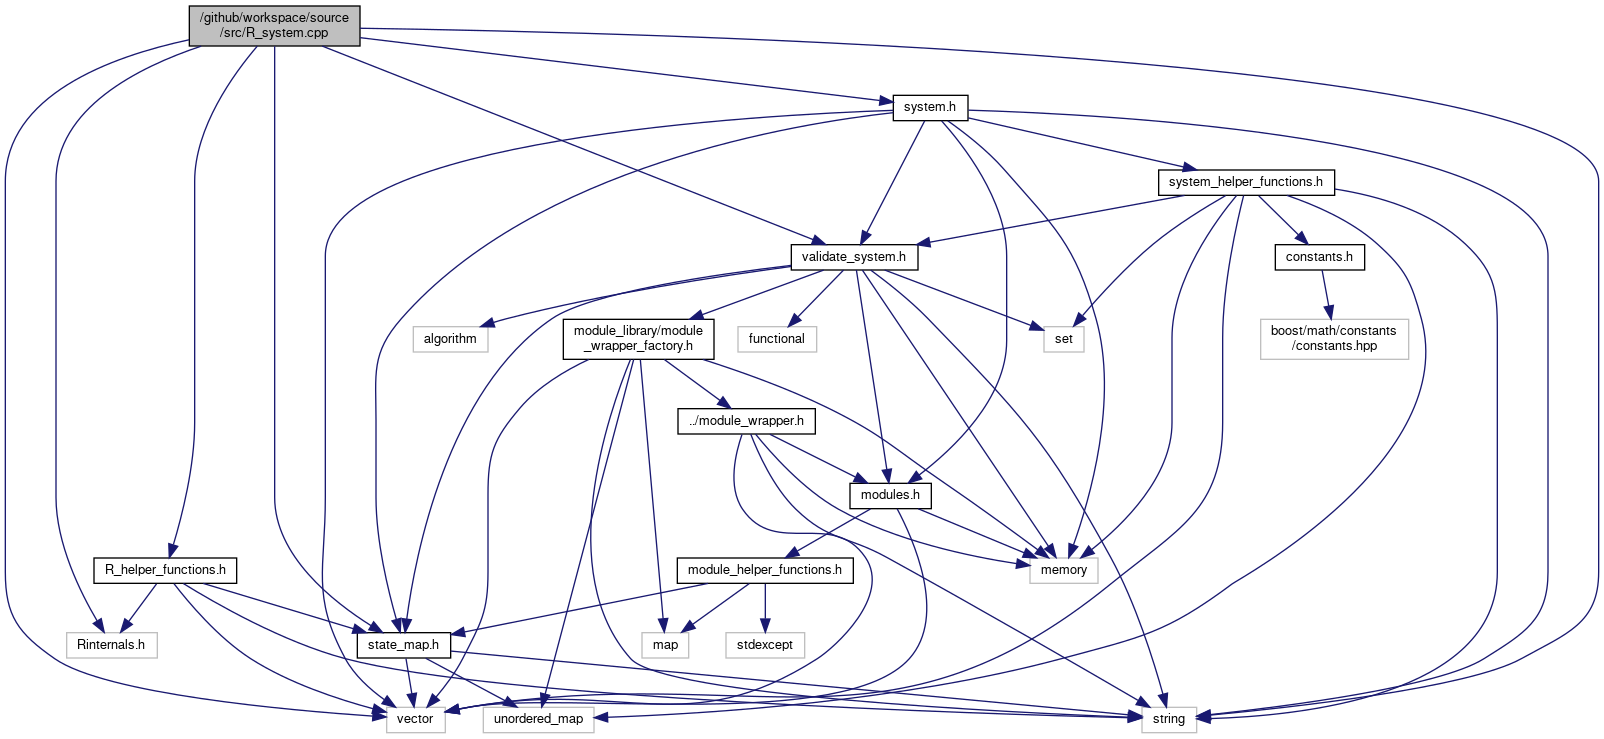 /github/workspace/source
/src/R_system.cpp
system.h
system_helper_functions.h
validate_system.h
constants.h
algorithm
module_library/module
_wrapper_factory.h
functional
set
boost/math/constants
/constants.hpp
../module_wrapper.h
modules.h
R_helper_functions.h
module_helper_functions.h
memory
Rinternals.h
state_map.h
map
stdexcept
vector
unordered_map
string